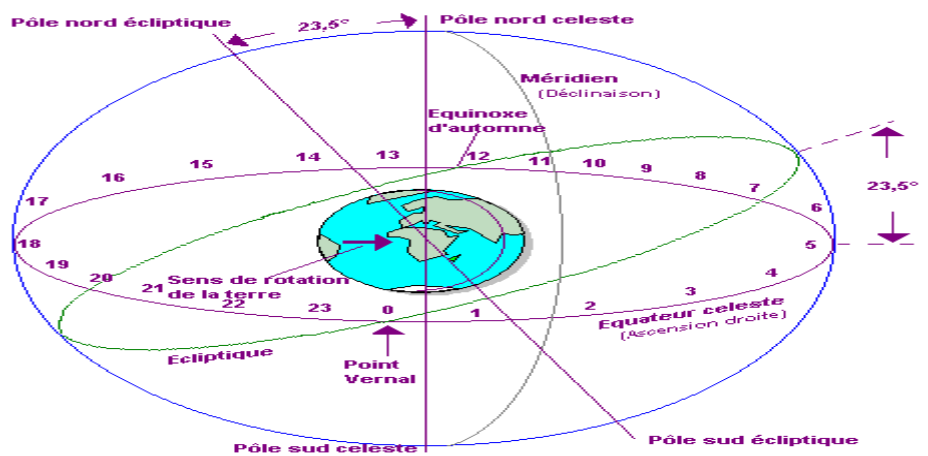 Pôle nord écliptique
23,5°
Pôle nord celeste
Méridien
(Déclinaison)
Equinoxe
d'automne
13
12
11
10
9
8
7
6
5
4
3
2
1
0
23
22
21
20
19
18
17
16
15
14
23,5°
Sens de rotation
de la terre
Equateur celeste
(Ascension droite)
Ecliptique
Point
Vernal
Pôle sud celeste
Pôle sud écliptique